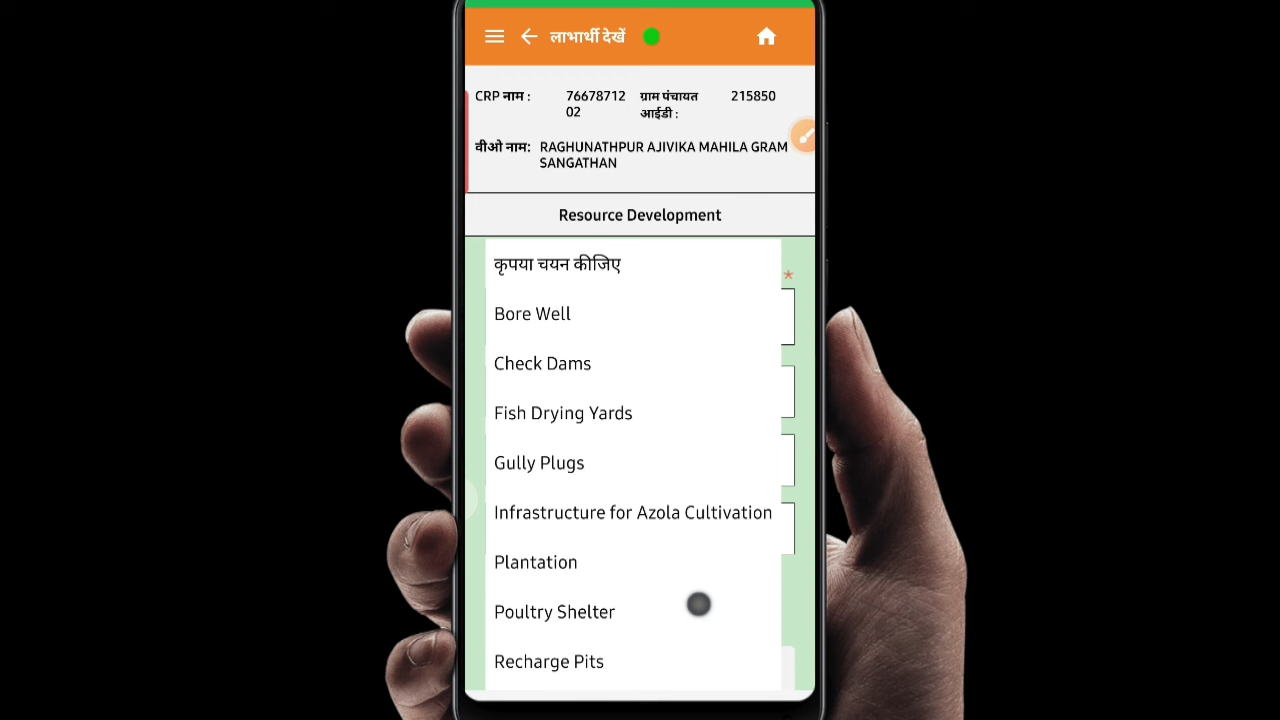 लाभार्थी देखें
CRP नाम :
76678712
02
ग्राम पंचायत
आईडी :
215850
वीओ नाम:
RAGHUNATHPUR AJIVIKA MAHILA GRAM
SANGATHAN
Resource Development
कृपया चयन कीजिए
*
Bore Well
Check Dams
Fish Drying Yards
Gully Plugs
Infrastructure for Azola Cultivation
Plantation
Poultry Shelter
Recharge Pits